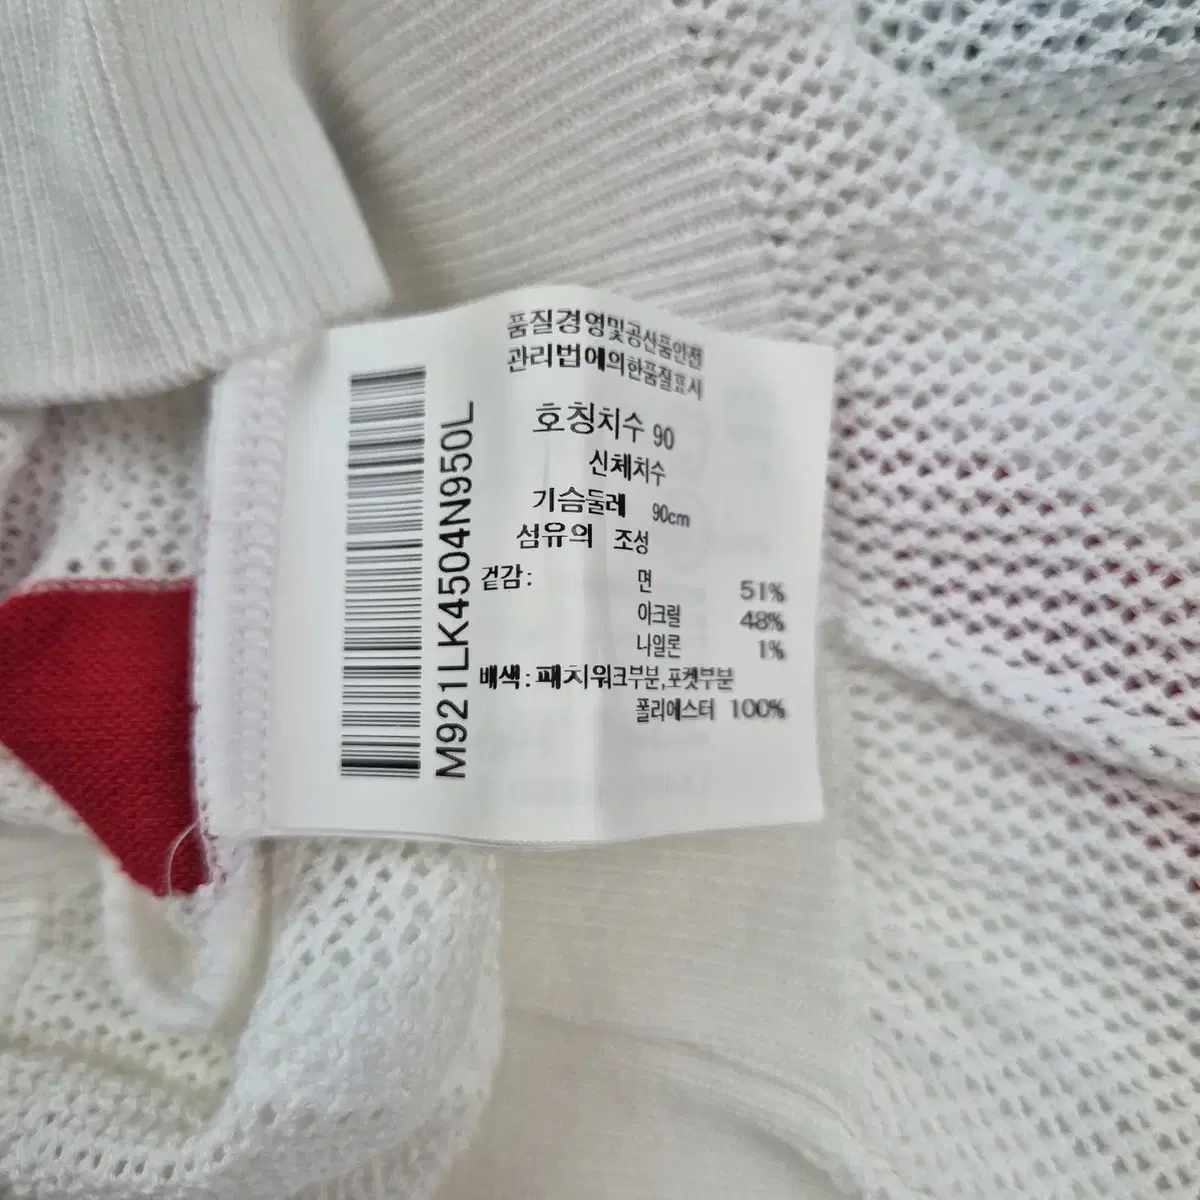 품질경영및공산품안전
관리법에의한품질표시
호칭치수 90
신체치수
가슴둘레 90cm
섬유의 조성
겉감: 면 51%
아크릴 48%
나일론 1%
배색:패치워크부분,포켓부분
폴리에스터 100%
M921LK4504N950L